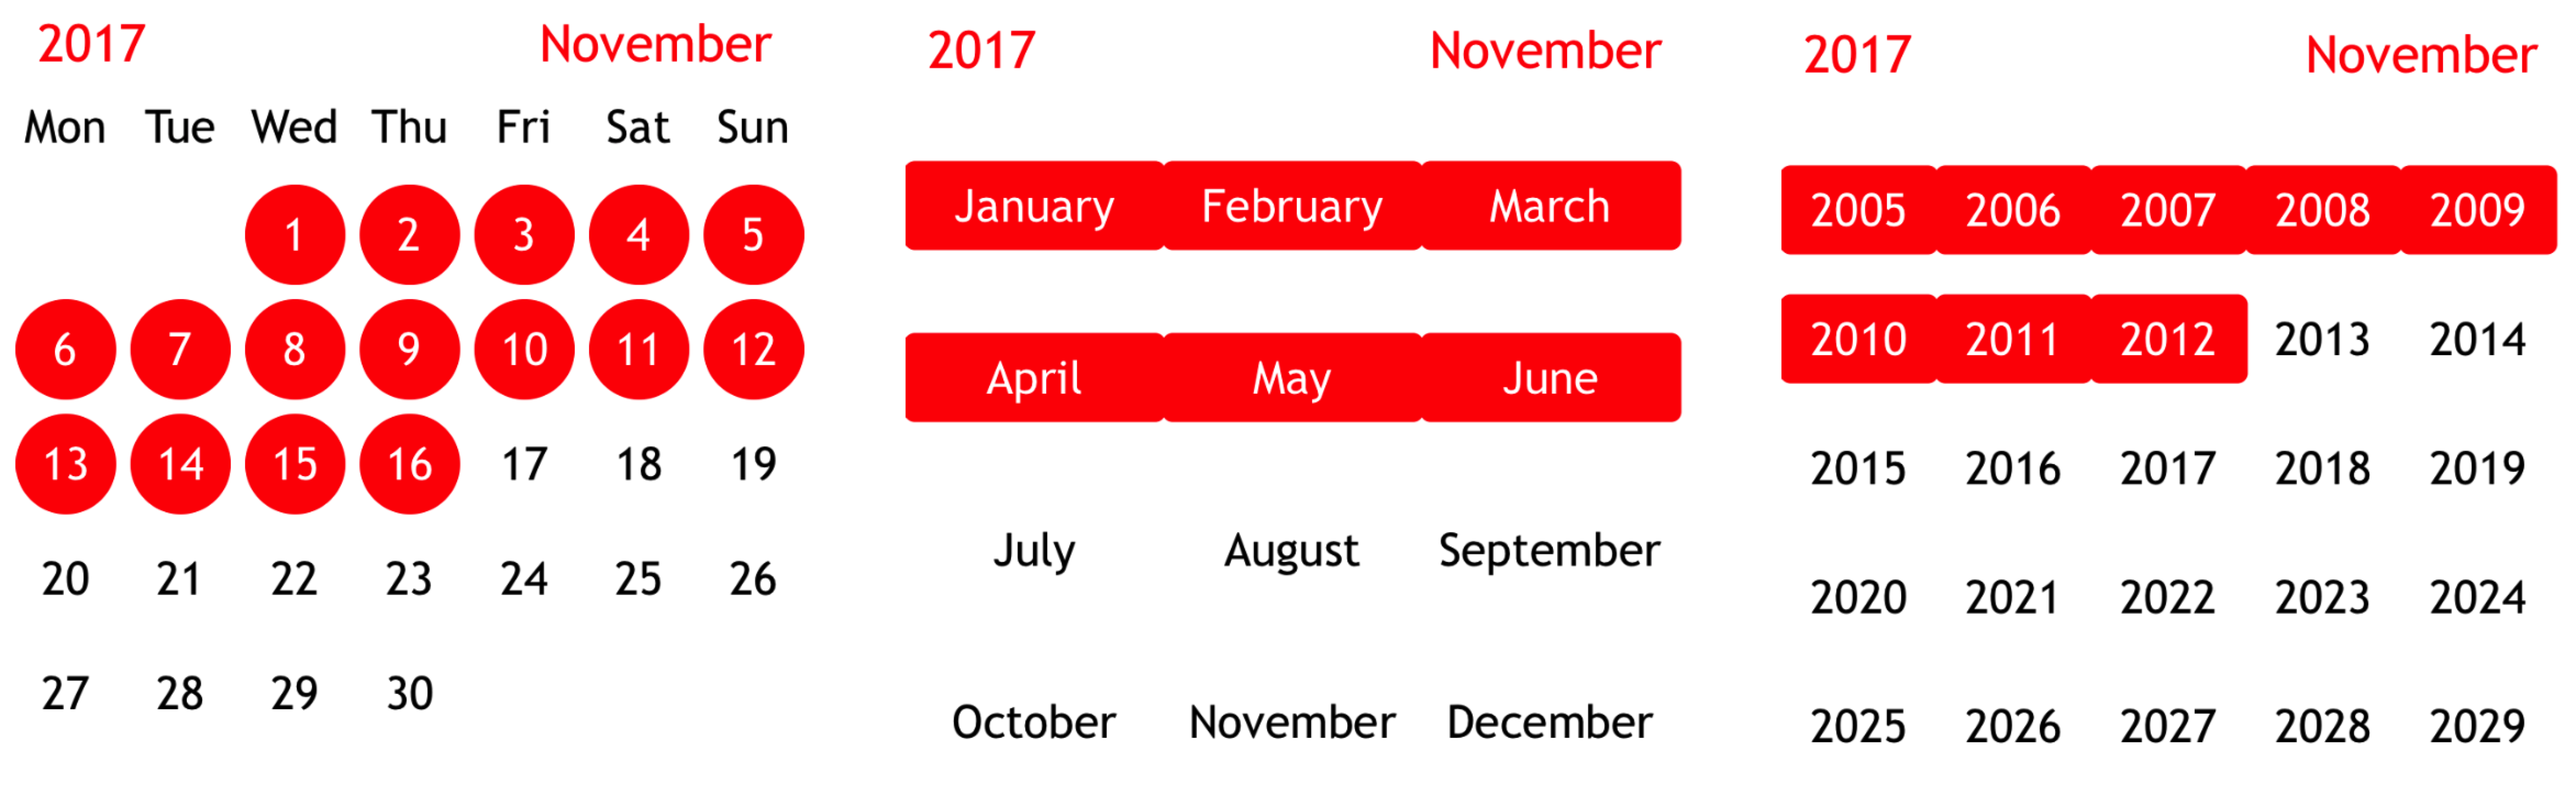 2017 November
Mon Tue Wed Thu Fri Sat Sun
1 2 3 4 5
6 7 8 9 10 11 12
13 14 15 16 17 18 19
20 21 22 23 24 25 26
27 28 29 30
2017 November
January February March
April May June
July August September
October November December
2017 November
2005 2006 2007 2008 2009
2010 2011 2012 2013 2014
2015 2016 2017 2018 2019
2020 2021 2022 2023 2024
2025 2026 2027 2028 2029